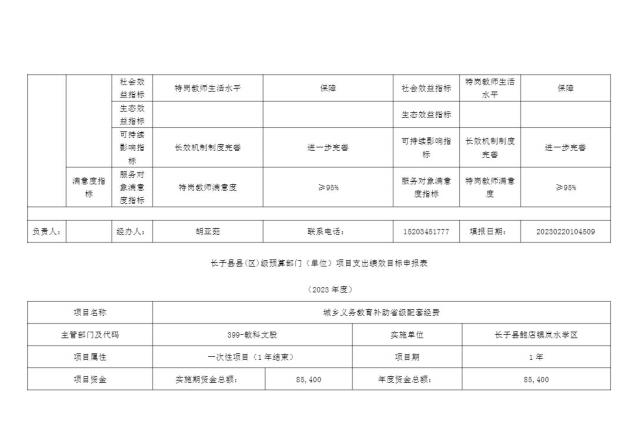 社会效益指标 特岗教师生活水平 保障 社会效益指标 特岗教师生活水平 保障
生态效益指标 生态效益指标
可持续影响指标 长效机制制度完善 进一步完善 可持续影响指标 长效机制制度完善 进一步完善
满意度指标 服务对象满意度指标 特岗教师满意度 ≥95% 服务对象满意度指标 特岗教师满意度 ≥95%
负责人： 经办人： 胡亚茹 联系电话： 15203451777 填报日期： 20230220104509
长子县县(区)级预算部门（单位）项目支出绩效目标申报表
（2023 年度）
项目名称 城乡义务教育补助省级配套经费
主管部门及代码 399-教科文股 实施单位 长子县鲍店镇炭水学区
项目属性 一次性项目（1 年结束） 项目期 1 年
项目资金 实施期资金总额： 85,400 年度资金总额： 85,400